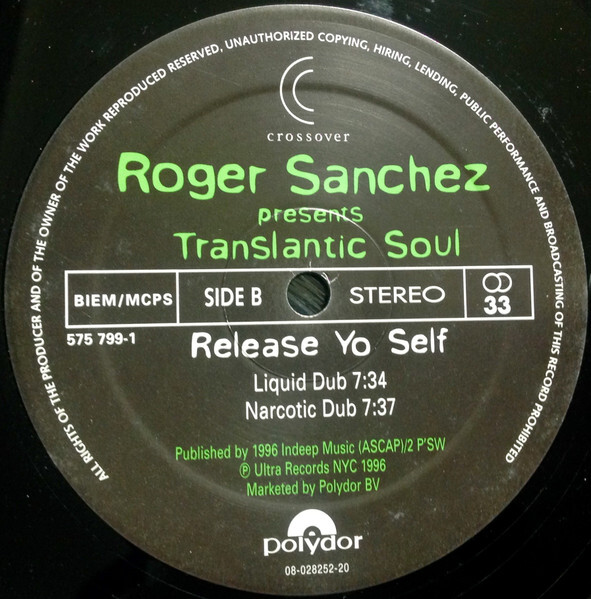 ALL RIGHTS OF THE PRODUCER AND OF THE OWNER OF THE WORK REPRODUCED RESERVED, UNAUTHORIZED COPYING, HIRING, LENDING, PUBLIC PERFORMANCE AND BROADCASTING OF THIS RECORD PROHIBITED
crossover
Roger Sanchez
presents
Translantic Soul
BIEM/MCPS SIDE B STEREO 33
575 799-1
Release Yo Self
Liquid Dub 7:34
Narcotic Dub 7:37
Published by 1996 Indeep Music (ASCAP)/2 P'SW
℗ Ultra Records NYC 1996
Marketed by Polydor BV
polydor
08-028252-20